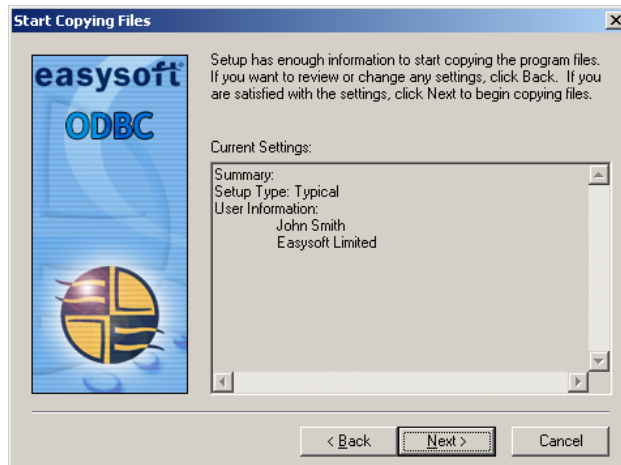 Start Copying Files
easysoft
ODBC
Setup has enough information to start copying the program files.
If you want to review or change any settings, click Back. If you
are satisfied with the settings, click Next to begin copying files.
Current Settings:
Summary:
Setup Type: Typical
User Information:
John Smith
Easysoft Limited
< Back
Next >
Cancel